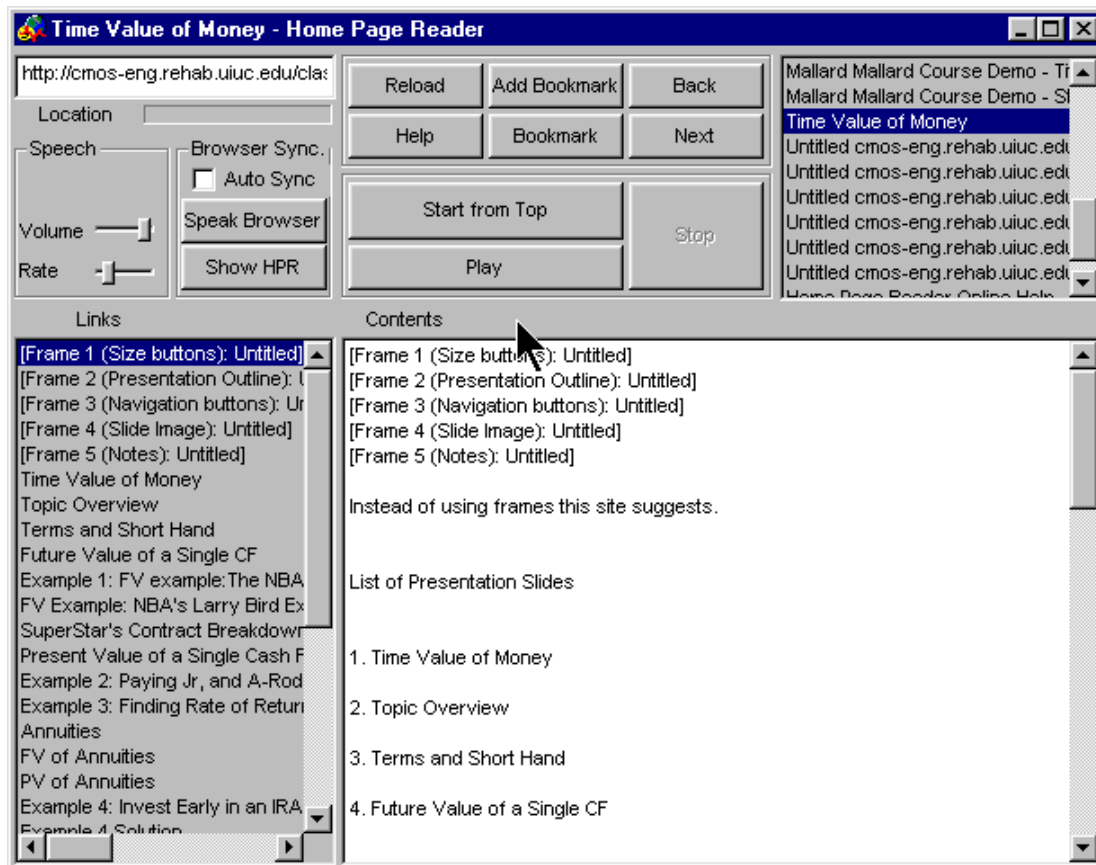 Time Value of Money - Home Page Reader
http://cmos-eng.rehab.uiuc.edu/clas
Location
Speech
Volume
Rate
Browser Sync.
Auto Sync
Speak Browser
Show HPR
Reload
Add Bookmark
Back
Help
Bookmark
Next
Start from Top
Play
Stop
Mallard Mallard Course Demo - Ti
Mallard Mallard Course Demo - St
Time Value of Money
Untitled cmos-eng.rehab.uiuc.edu
Untitled cmos-eng.rehab.uiuc.edu
Untitled cmos-eng.rehab.uiuc.edu
Untitled cmos-eng.rehab.uiuc.edu
Untitled cmos-eng.rehab.uiuc.edu
Untitled cmos-eng.rehab.uiuc.edu
Home Page Reader Online Help
Links
[Frame 1 (Size buttons): Untitled]
[Frame 2 (Presentation Outline): U
[Frame 3 (Navigation buttons): Un
[Frame 4 (Slide Image): Untitled]
[Frame 5 (Notes): Untitled]
Time Value of Money
Topic Overview
Terms and Short Hand
Future Value of a Single CF
Example 1: FV example:The NBA
FV Example: NBA's Larry Bird Ex
SuperStar's Contract Breakdown
Present Value of a Single Cash F
Example 2: Paying Jr, and A-Rod
Example 3: Finding Rate of Return
Annuities
FV of Annuities
PV of Annuities
Example 4: Invest Early in an IRA
Example 4 Solution
Contents
[Frame 1 (Size buttons): Untitled]
[Frame 2 (Presentation Outline): Untitled]
[Frame 3 (Navigation buttons): Untitled]
[Frame 4 (Slide Image): Untitled]
[Frame 5 (Notes): Untitled]
Instead of using frames this site suggests.
List of Presentation Slides
1. Time Value of Money
2. Topic Overview
3. Terms and Short Hand
4. Future Value of a Single CF